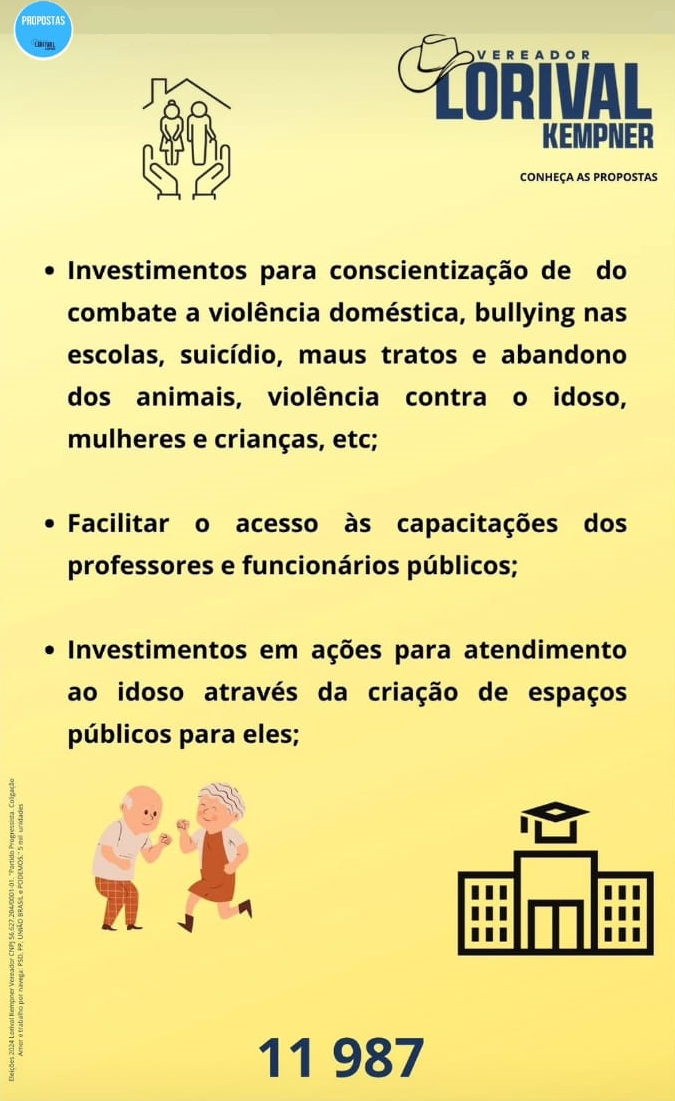 PROPOSTAS
LORIVAL
KEMPNER
VEREADOR
LORIVAL
KEMPNER
CONHEÇA AS PROPOSTAS
• Investimentos para conscientização de do
combate a violência doméstica, bullying nas
escolas, suicídio, maus tratos e abandono
dos animais, violência contra o idoso,
mulheres e crianças, etc;
• Facilitar o acesso às capacitações dos
professores e funcionários públicos;
• Investimentos em ações para atendimento
ao idoso através da criação de espaços
públicos para eles;
Eleições 2024 Lorival Kempner Vereador CNPJ 56.627.204/0001-01. "Partido Progressista. Colgação
Amor e trabalho por navega: PSD, PP, UNIÃO BRASIL e PODEMOS." 5 mil unidades
11 987